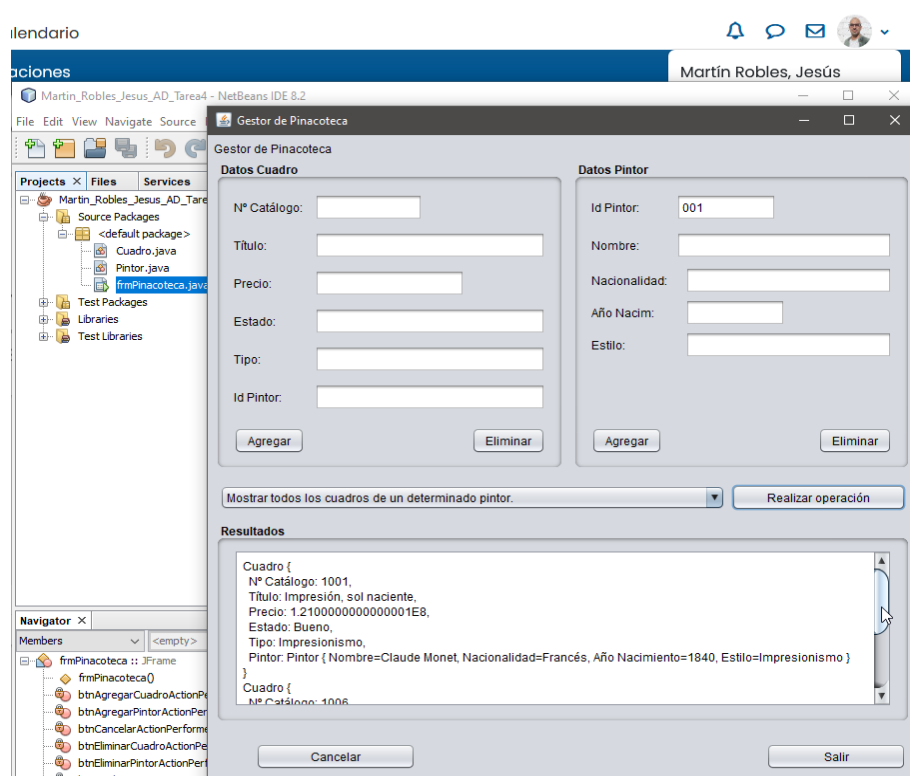 lendario
aciones
Martín Robles, Jesús
Martin_Robles_Jesus_AD_Tarea4 - NetBeans IDE 8.2
File Edit View Navigate Source
Gestor de Pinacoteca
Gestor de Pinacoteca
Projects Files Services
Martin_Robles_Jesus_AD_Tare
Source Packages
<default package>
Cuadro.java
Pintor.java
frmPinacoteca.java
Test Packages
Libraries
Test Libraries
Datos Cuadro
Nº Catálogo:
Título:
Precio:
Estado:
Tipo:
Id Pintor:
Agregar Eliminar
Datos Pintor
Id Pintor: 001
Nombre:
Nacionalidad:
Año Nacim:
Estilo:
Agregar Eliminar
Mostrar todos los cuadros de un determinado pintor. Realizar operación
Resultados
Cuadro {
Nº Catálogo: 1001,
Título: Impresión, sol naciente,
Precio: 1.2100000000000001E8,
Estado: Bueno,
Tipo: Impresionismo,
Pintor: Pintor { Nombre=Claude Monet, Nacionalidad=Francés, Año Nacimiento=1840, Estilo=Impresionismo }
}
Cuadro {
Nº Catálogo: 1006
Cancelar Salir
Navigator
Members <empty>
frmPinacoteca :: JFrame
frmPinacoteca()
btnAgregarCuadroActionPe
btnAgregarPintorActionPer
btnCancelarActionPerforme
btnEliminarCuadroActionPe
btnEliminarPintorActionPerf